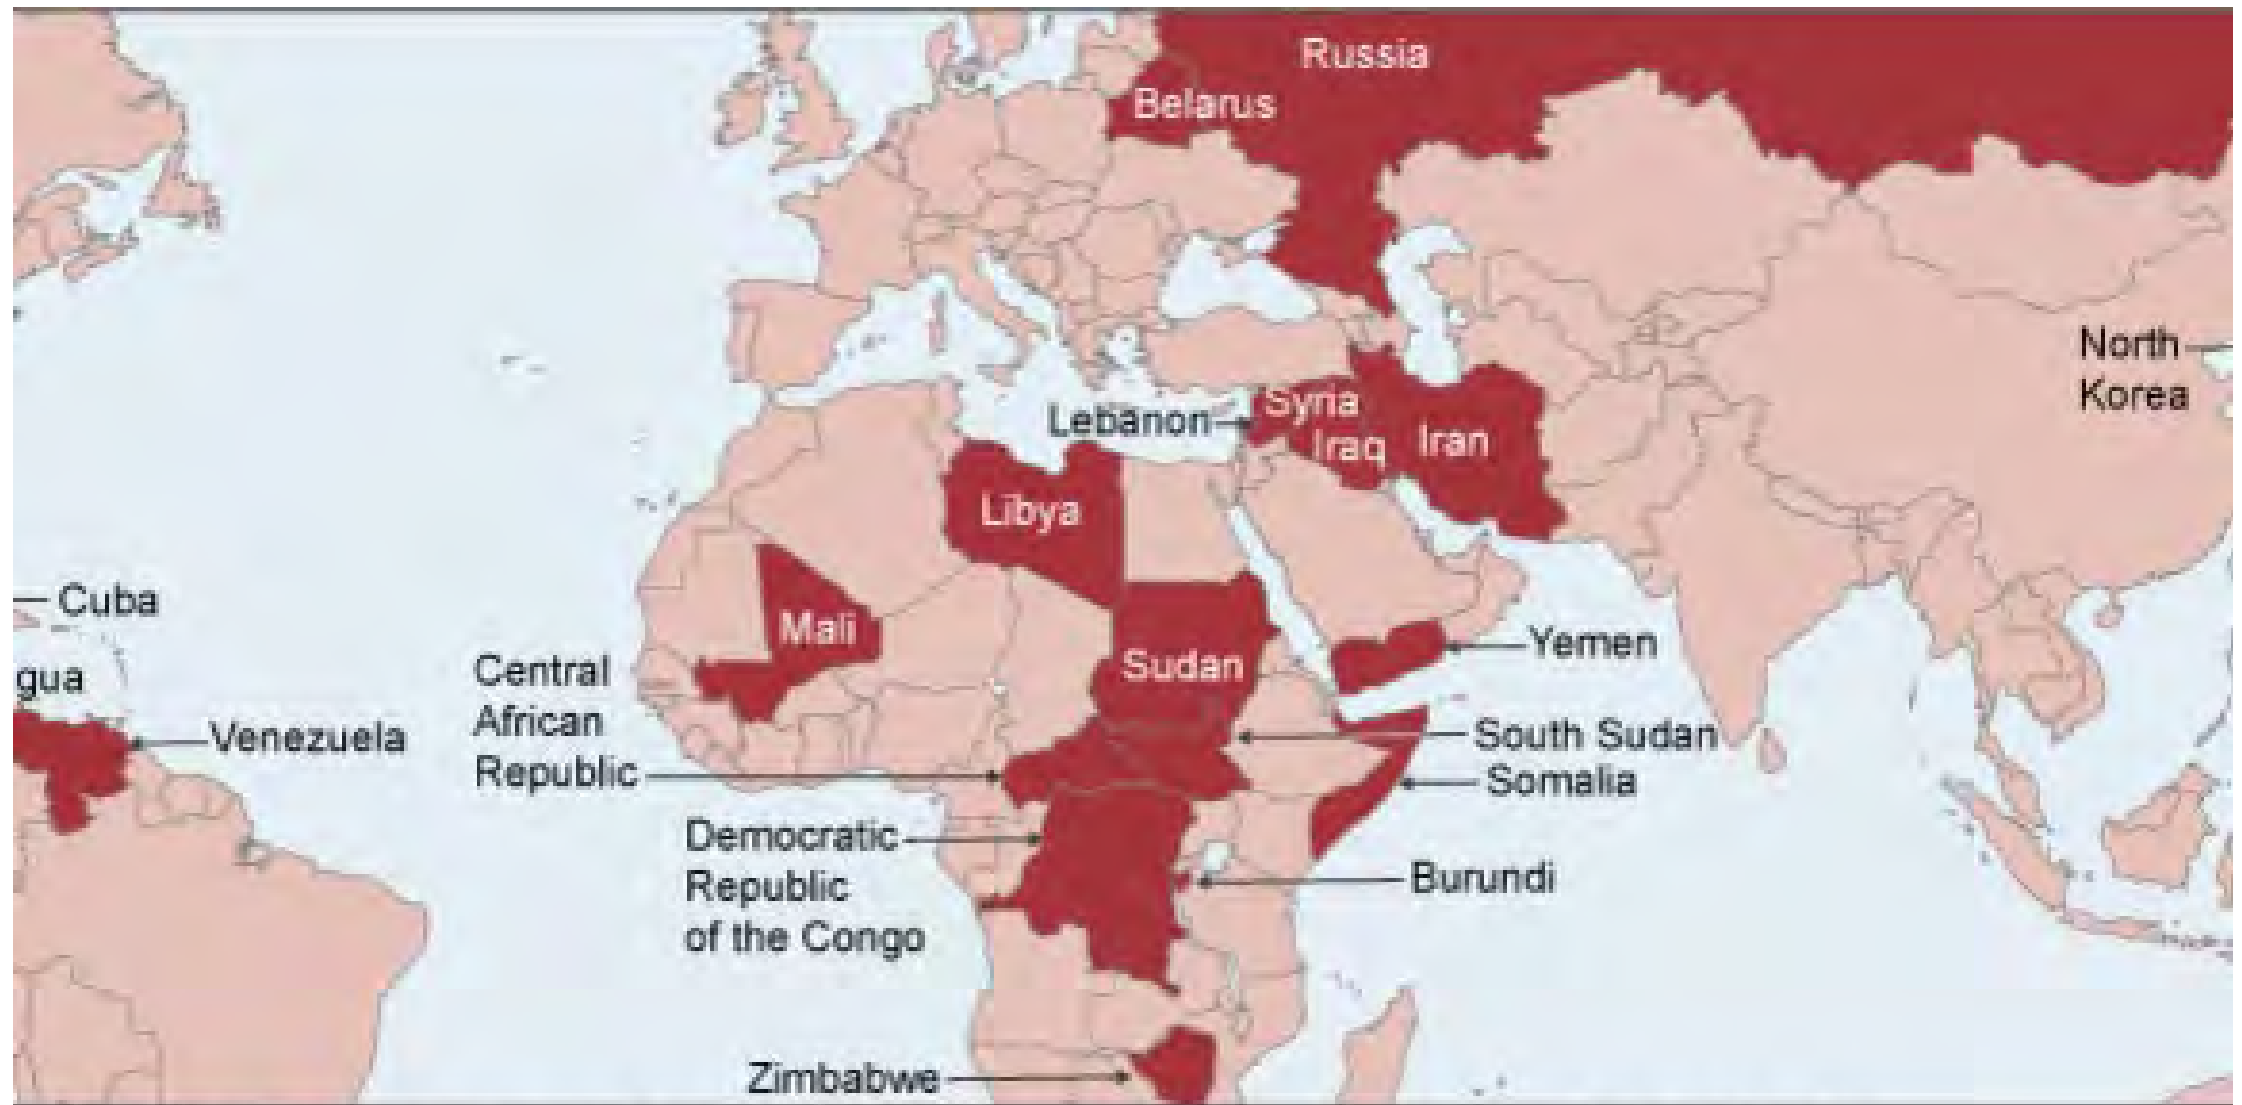 Russia
Belarus
North
Korea
Syria
Lebanon
Iraq
Iran
Libya
Cuba
Mali
Yemen
Sudan
Central
African
Republic
gua
Venezuela
South Sudan
Somalia
Democratic
Republic
of the Congo
Burundi
Zimbabwe